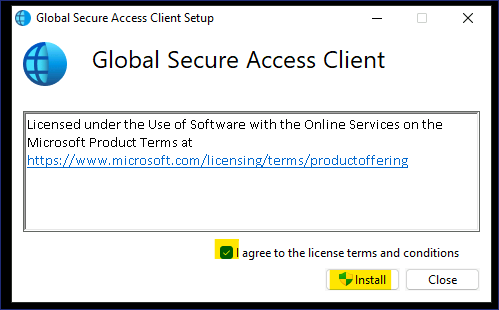 Global Secure Access Client Setup
Global Secure Access Client
Licensed under the Use of Software with the Online Services on the
Microsoft Product Terms at
https://www.microsoft.com/licensing/terms/productoffering
I agree to the license terms and conditions
Install Close